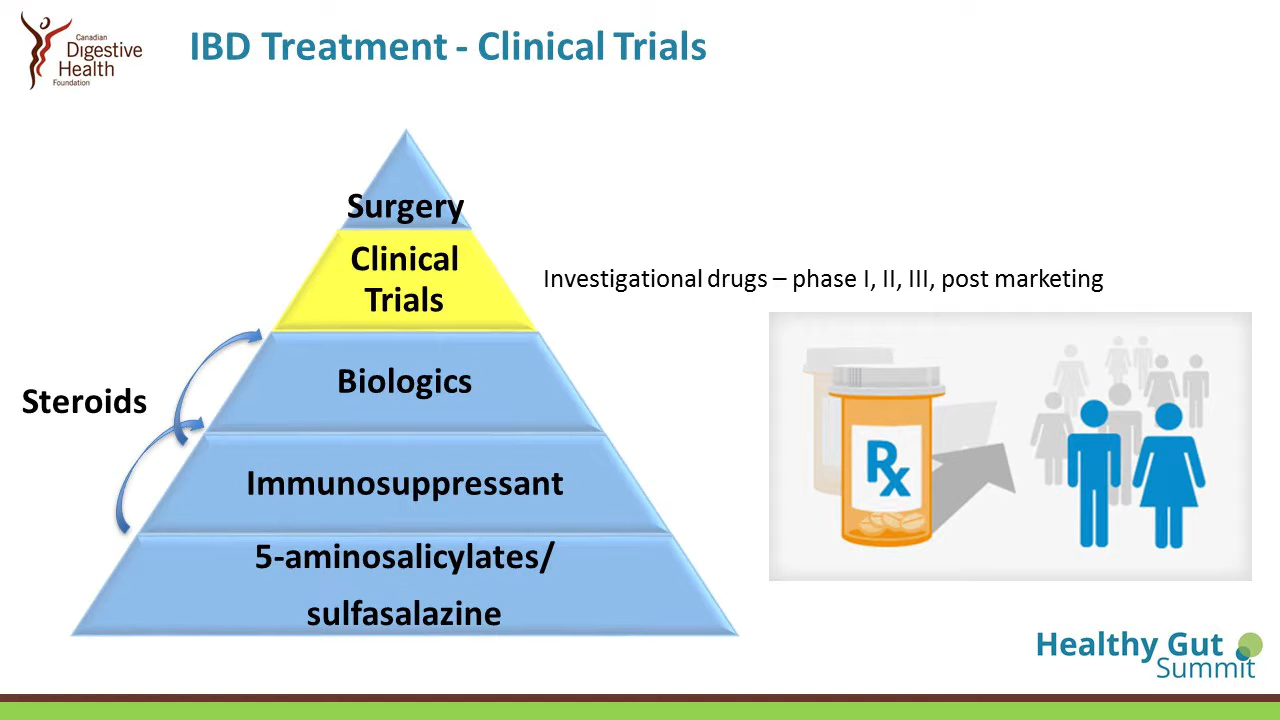 Canadian
Digestive
Health
Foundation
IBD Treatment - Clinical Trials
Surgery
Clinical
Trials
Investigational drugs – phase I, II, III, post marketing
Biologics
Steroids
Immunosuppressant
5-aminosalicylates/
sulfasalazine
Rx
Healthy Gut
Summit